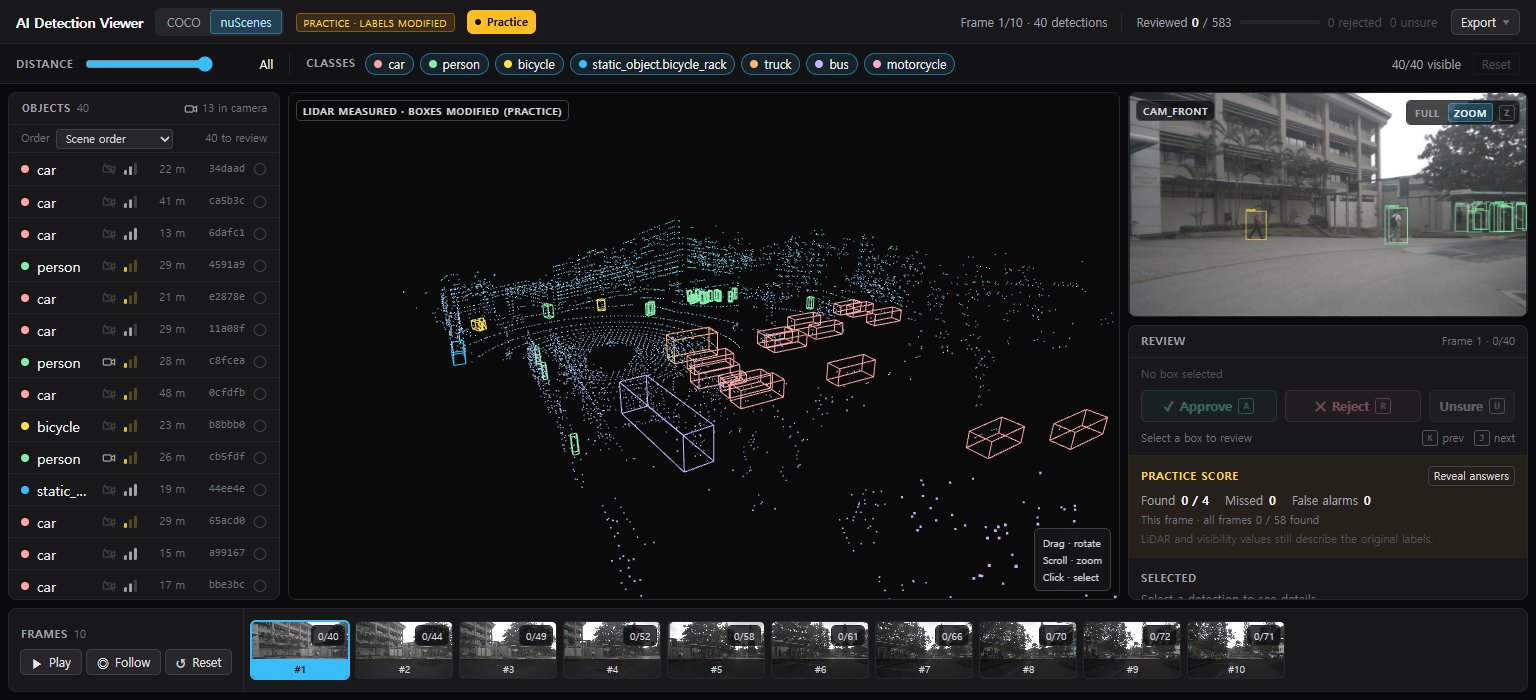 AI Detection Viewer COCO nuScenes PRACTICE · LABELS MODIFIED Practice Frame 1/10 · 40 detections Reviewed 0 / 583 0 rejected 0 unsure Export
DISTANCE All CLASSES car person bicycle static_object.bicycle_rack truck bus motorcycle 40/40 visible Reset
OBJECTS 40 13 in camera
Order Scene order 40 to review
car 22 m 34daad
car 41 m ca5b3c
car 13 m 6dafc1
person 29 m 4591a9
car 21 m e2878e
car 29 m 11a08f
person 28 m c8fcea
car 48 m 0cfdfb
bicycle 23 m b8bbb0
person 26 m cb5fdf
static_... 19 m 44ee4e
car 29 m 65acd0
car 15 m a99167
car 17 m bbe3bc
LIDAR MEASURED · BOXES MODIFIED (PRACTICE)
Drag · rotate
Scroll · zoom
Click · select
CAM_FRONT FULL ZOOM Z
REVIEW Frame 1 · 0/40
No box selected
✓ Approve A ✕ Reject R Unsure U
Select a box to review K prev J next
PRACTICE SCORE Reveal answers
Found 0 / 4 Missed 0 False alarms 0
This frame · all frames 0 / 58 found
LiDAR and visibility values still describe the original labels.
SELECTED
Select a detection to see details
FRAMES 10
Play Follow Reset
0/40 0/44 0/49 0/52 0/58 0/61 0/66 0/70 0/72 0/71
#1 #2 #3 #4 #5 #6 #7 #8 #9 #10